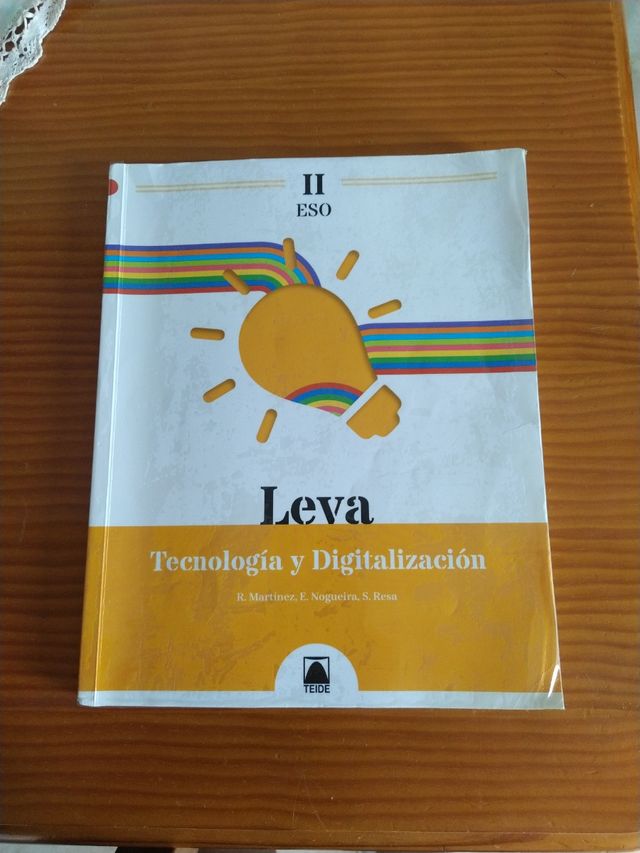 II
ESO
Leva
Tecnología y Digitalización
R. Martínez, E. Nogueira, S. Resa
TEIDE